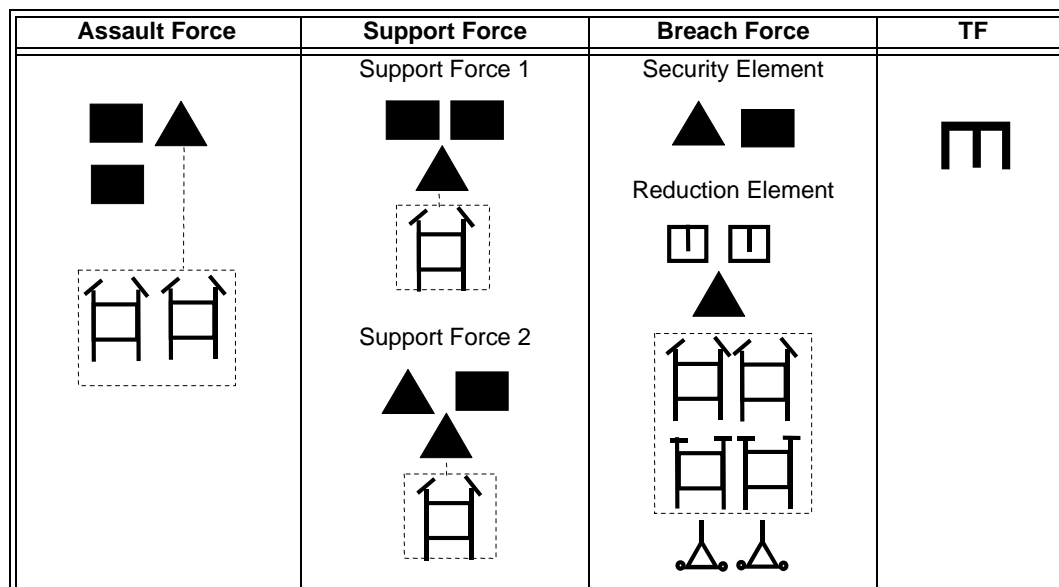 Assault Force
Support Force
Breach Force
TF
Support Force 1
Security Element
Reduction Element
Support Force 2